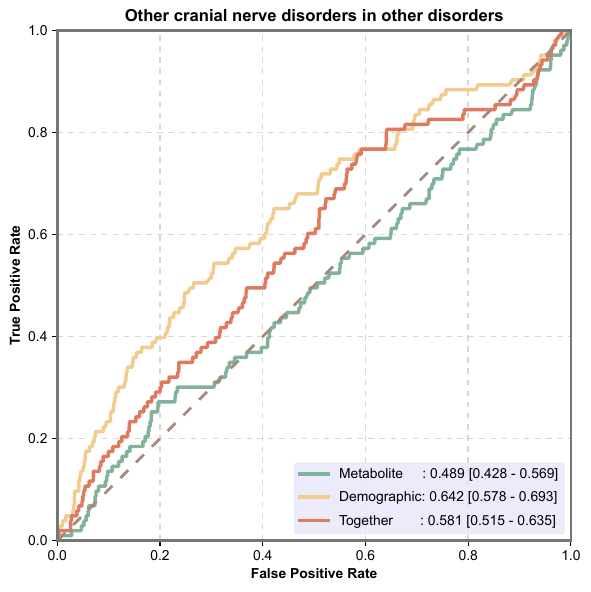 Other cranial nerve disorders in other disorders
True Positive Rate
1.0
0.8
0.6
0.4
0.2
0.0
0.0 0.2 0.4 0.6 0.8 1.0
False Positive Rate
Metabolite : 0.489 [0.428 - 0.569]
Demographic: 0.642 [0.578 - 0.693]
Together : 0.581 [0.515 - 0.635]